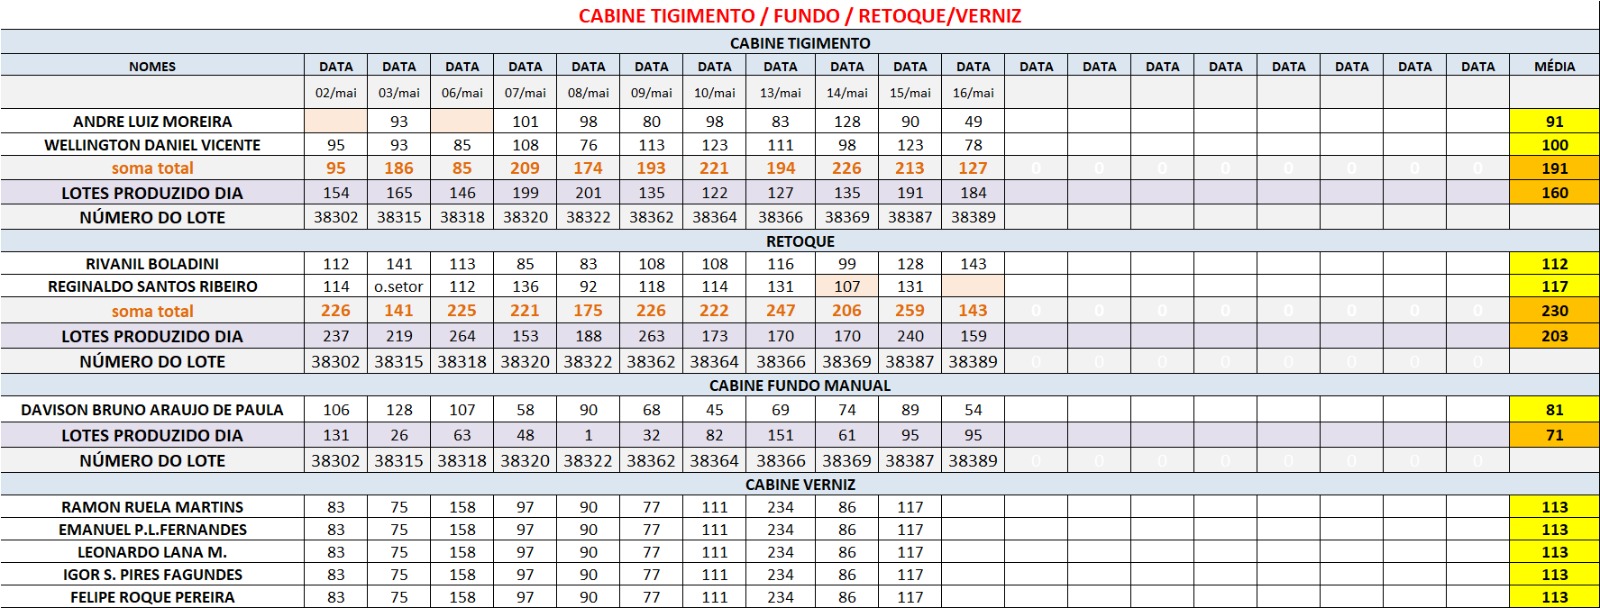 CABINE TIGIMENTO / FUNDO / RETOQUE/VERNIZ
CABINE TIGIMENTO
NOMES DATA DATA DATA DATA DATA DATA DATA DATA DATA DATA DATA DATA DATA DATA DATA DATA DATA DATA DATA MÉDIA
02/mai 03/mai 06/mai 07/mai 08/mai 09/mai 10/mai 13/mai 14/mai 15/mai 16/mai
ANDRE LUIZ MOREIRA 93 101 98 80 98 83 128 90 49 91
WELLINGTON DANIEL VICENTE 95 93 85 108 76 113 123 111 98 123 78 100
soma total 95 186 85 209 174 193 221 194 226 213 127 0 0 0 0 0 0 0 0 191
LOTES PRODUZIDO DIA 154 165 146 199 201 135 122 127 135 191 184 160
NÚMERO DO LOTE 38302 38315 38318 38320 38322 38362 38364 38366 38369 38387 38389
RETOQUE
RIVANIL BOLADINI 112 141 113 85 83 108 108 116 99 128 143 112
REGINALDO SANTOS RIBEIRO 114 o.setor 112 136 92 118 114 131 107 131 117
soma total 226 141 225 221 175 226 222 247 206 259 143 0 0 0 0 0 0 0 0 230
LOTES PRODUZIDO DIA 237 219 264 153 188 263 173 170 170 240 159 203
NÚMERO DO LOTE 38302 38315 38318 38320 38322 38362 38364 38366 38369 38387 38389 0 0 0 0 0 0 0 0
CABINE FUNDO MANUAL
DAVISON BRUNO ARAUJO DE PAULA 106 128 107 58 90 68 45 69 74 89 54 81
LOTES PRODUZIDO DIA 131 26 63 48 1 32 82 151 61 95 95 71
NÚMERO DO LOTE 38302 38315 38318 38320 38322 38362 38364 38366 38369 38387 38389 0 0 0 0 0 0 0 0
CABINE VERNIZ
RAMON RUELA MARTINS 83 75 158 97 90 77 111 234 86 117 113
EMANUEL P.L.FERNANDES 83 75 158 97 90 77 111 234 86 117 113
LEONARDO LANA M. 83 75 158 97 90 77 111 234 86 117 113
IGOR S. PIRES FAGUNDES 83 75 158 97 90 77 111 234 86 117 113
FELIPE ROQUE PEREIRA 83 75 158 97 90 77 111 234 86 117 113